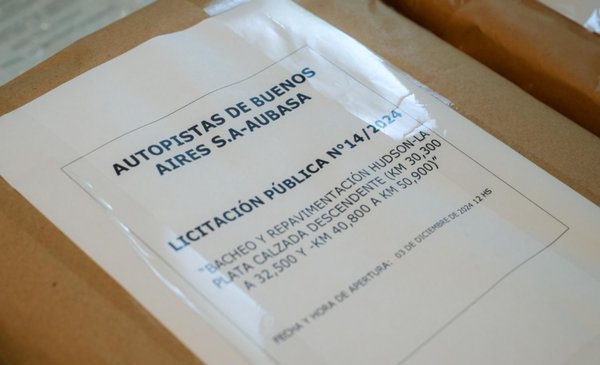 AUTOPISTAS DE BUENOS
AIRES S.A-AUBASA
LICITACIÓN PÚBLICA N°14/2024
"BACHEO Y REPAVIMENTACIÓN HUDSON-LA
PLATA CALZADA DESCENDENTE (KM 30,300
A 32,500 Y -KM 40,800 A KM 50,900)"
FECHA Y HORA DE APERTURA: 03 DE DICIEMBRE DE 2024 12 HS